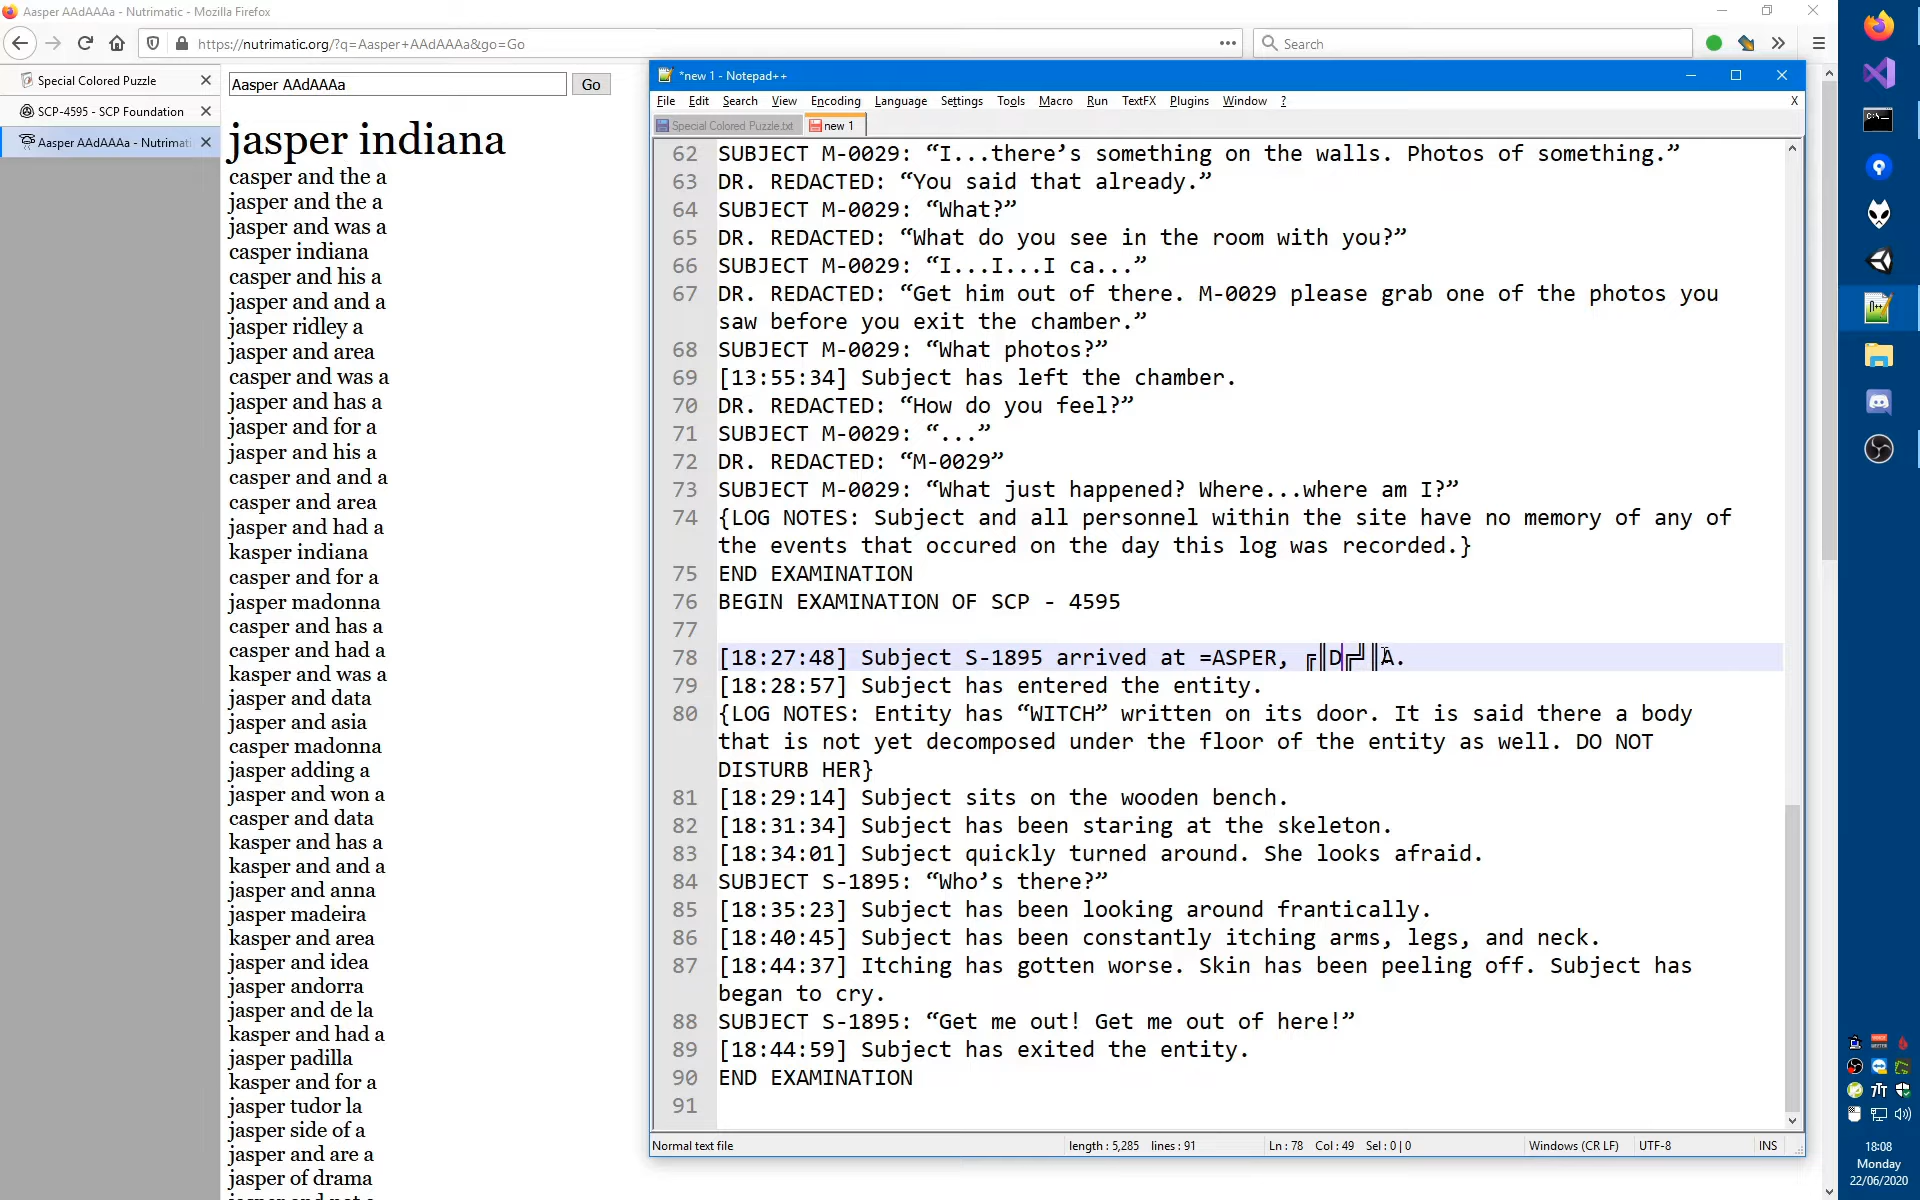 Aasper AAdAAAa - Nutrimatic - Mozilla Firefox
https://nutrimatic.org/?q=Aasper+AAdAAAa&go=Go
Search
Special Colored Puzzle
SCP-4595 - SCP Foundation
Aasper AAdAAAa - Nutrimati
Aasper AAdAAAa
Go
jasper indiana
casper and the a
jasper and the a
jasper and was a
casper indiana
casper and his a
jasper and and a
jasper ridley a
jasper and area
casper and was a
jasper and has a
jasper and for a
jasper and his a
casper and and a
casper and area
jasper and had a
kasper indiana
casper and for a
jasper madonna
casper and has a
casper and had a
kasper and was a
jasper and data
jasper and asia
casper madonna
jasper adding a
jasper and won a
casper and data
kasper and has a
kasper and and a
jasper and anna
jasper madeira
kasper and area
jasper and idea
jasper andorra
jasper and de la
kasper and had a
jasper padilla
kasper and for a
jasper tudor la
jasper side of a
jasper and are a
jasper of drama
*new 1 - Notepad++
File Edit Search View Encoding Language Settings Tools Macro Run TextFX Plugins Window ?
X
Special Colored Puzzle.txt
new 1
62 SUBJECT M-0029: “I...there’s something on the walls. Photos of something.”
63 DR. REDACTED: “You said that already.”
64 SUBJECT M-0029: “What?”
65 DR. REDACTED: “What do you see in the room with you?”
66 SUBJECT M-0029: “I...I...I ca...”
67 DR. REDACTED: “Get him out of there. M-0029 please grab one of the photos you
saw before you exit the chamber.”
68 SUBJECT M-0029: “What photos?”
69 [13:55:34] Subject has left the chamber.
70 DR. REDACTED: “How do you feel?”
71 SUBJECT M-0029: “...”
72 DR. REDACTED: “M-0029”
73 SUBJECT M-0029: “What just happened? Where...where am I?”
74 {LOG NOTES: Subject and all personnel within the site have no memory of any of
the events that occured on the day this log was recorded.}
75 END EXAMINATION
76 BEGIN EXAMINATION OF SCP - 4595
77
78 [18:27:48] Subject S-1895 arrived at =ASPER, ╔║D╔╝║A.
79 [18:28:57] Subject has entered the entity.
80 {LOG NOTES: Entity has “WITCH” written on its door. It is said there a body
that is not yet decomposed under the floor of the entity as well. DO NOT
DISTURB HER}
81 [18:29:14] Subject sits on the wooden bench.
82 [18:31:34] Subject has been staring at the skeleton.
83 [18:34:01] Subject quickly turned around. She looks afraid.
84 SUBJECT S-1895: “Who’s there?”
85 [18:35:23] Subject has been looking around frantically.
86 [18:40:45] Subject has been constantly itching arms, legs, and neck.
87 [18:44:37] Itching has gotten worse. Skin has been peeling off. Subject has
began to cry.
88 SUBJECT S-1895: “Get me out! Get me out of here!”
89 [18:44:59] Subject has exited the entity.
90 END EXAMINATION
91
Normal text file length : 5,285 lines : 91 Ln : 78 Col : 49 Sel : 0 | 0 Windows (CR LF) UTF-8 INS
18:08
Monday
22/06/2020